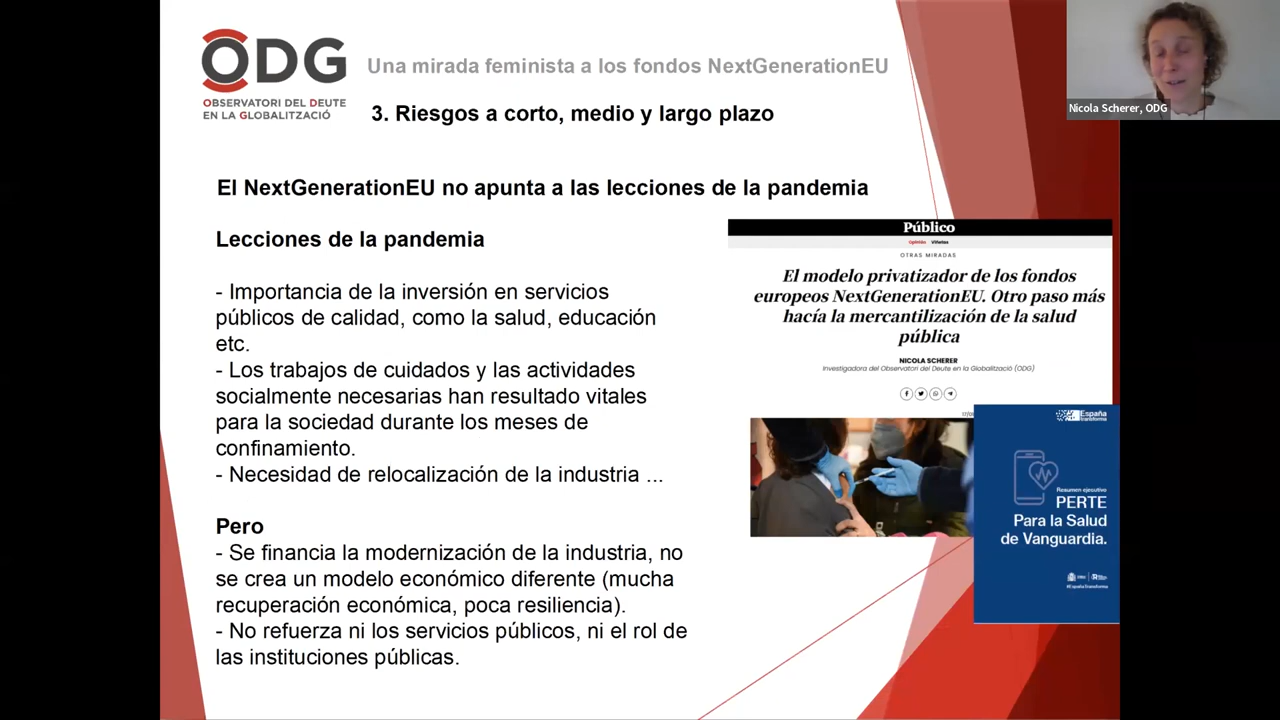 ODG
OBSERVATORI DEL DEUTE
EN LA GLOBALITZACIÓ
Una mirada feminista a los fondos NextGenerationEU
3. Riesgos a corto, medio y largo plazo
Nicola Scherer, ODG
El NextGenerationEU no apunta a las lecciones de la pandemia
Lecciones de la pandemia
- Importancia de la inversión en servicios
públicos de calidad, como la salud, educación
etc.
- Los trabajos de cuidados y las actividades
socialmente necesarias han resultado vitales
para la sociedad durante los meses de
confinamiento.
- Necesidad de relocalización de la industria ...
Pero
- Se financia la modernización de la industria, no
se crea un modelo económico diferente (mucha
recuperación económica, poca resiliencia).
- No refuerza ni los servicios públicos, ni el rol de
las instituciones públicas.
Público
Opinión Viñetas
OTRAS MIRADAS
El modelo privatizador de los fondos
europeos NextGenerationEU. Otro paso más
hacía la mercantilización de la salud
pública
NICOLA SCHERER
Investigadora del Observatori del Deute en la Globalització (ODG)
España
transforma
Resumen ejecutivo
PERTE
Para la Salud
de Vanguardia.
#EspañaTransforma